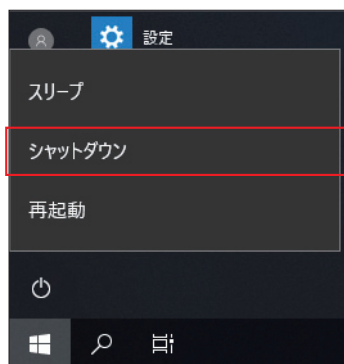 設定
スリープ
シャットダウン
再起動